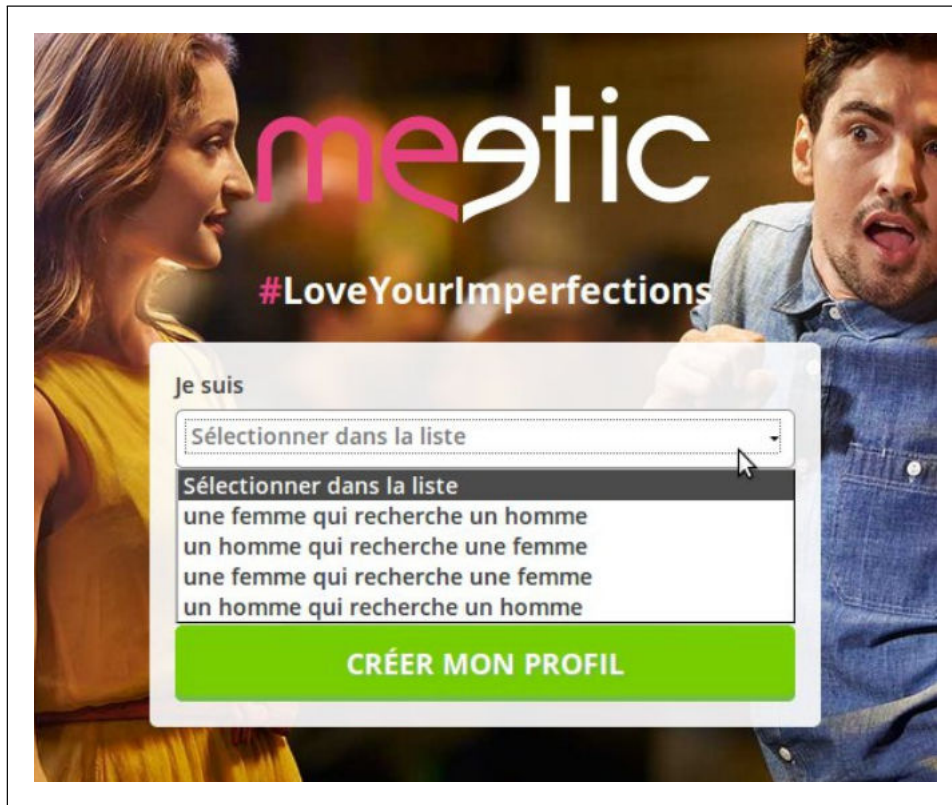 meetic
#LoveYourImperfections
Je suis
Sélectionner dans la liste
Sélectionner dans la liste
une femme qui recherche un homme
un homme qui recherche une femme
une femme qui recherche une femme
un homme qui recherche un homme
CRÉER MON PROFIL